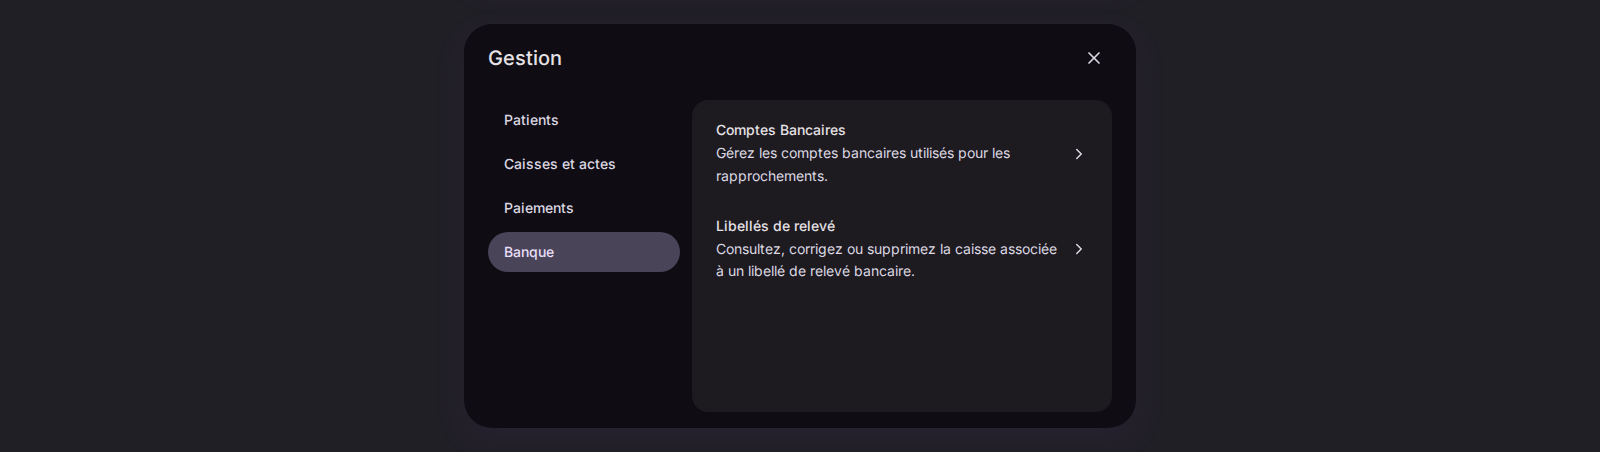 Gestion
Patients
Caisses et actes
Paiements
Banque
Comptes Bancaires
Gérez les comptes bancaires utilisés pour les
rapprochements.
Libellés de relevé
Consultez, corrigez ou supprimez la caisse associée
à un libellé de relevé bancaire.